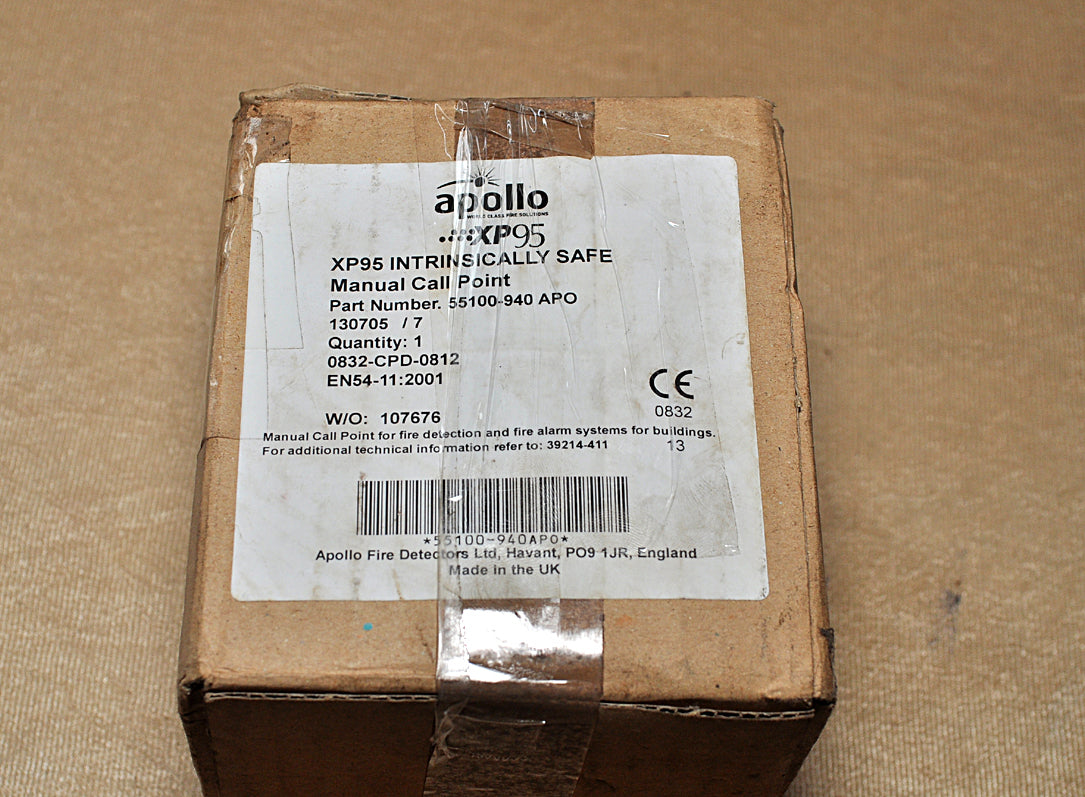 apollo
WORLD CLASS FIRE SOLUTIONS
XP95
XP95 INTRINSICALLY SAFE
Manual Call Point
Part Number. 55100-940 APO
130705 / 7
Quantity: 1
0832-CPD-0812
EN54-11:2001
CE
0832
W/O: 107676
Manual Call Point for fire detection and fire alarm systems for buildings.
For additional technical information refer to: 39214-411
13
*55100-940APO*
Apollo Fire Detectors Ltd, Havant, PO9 1JR, England
Made in the UK